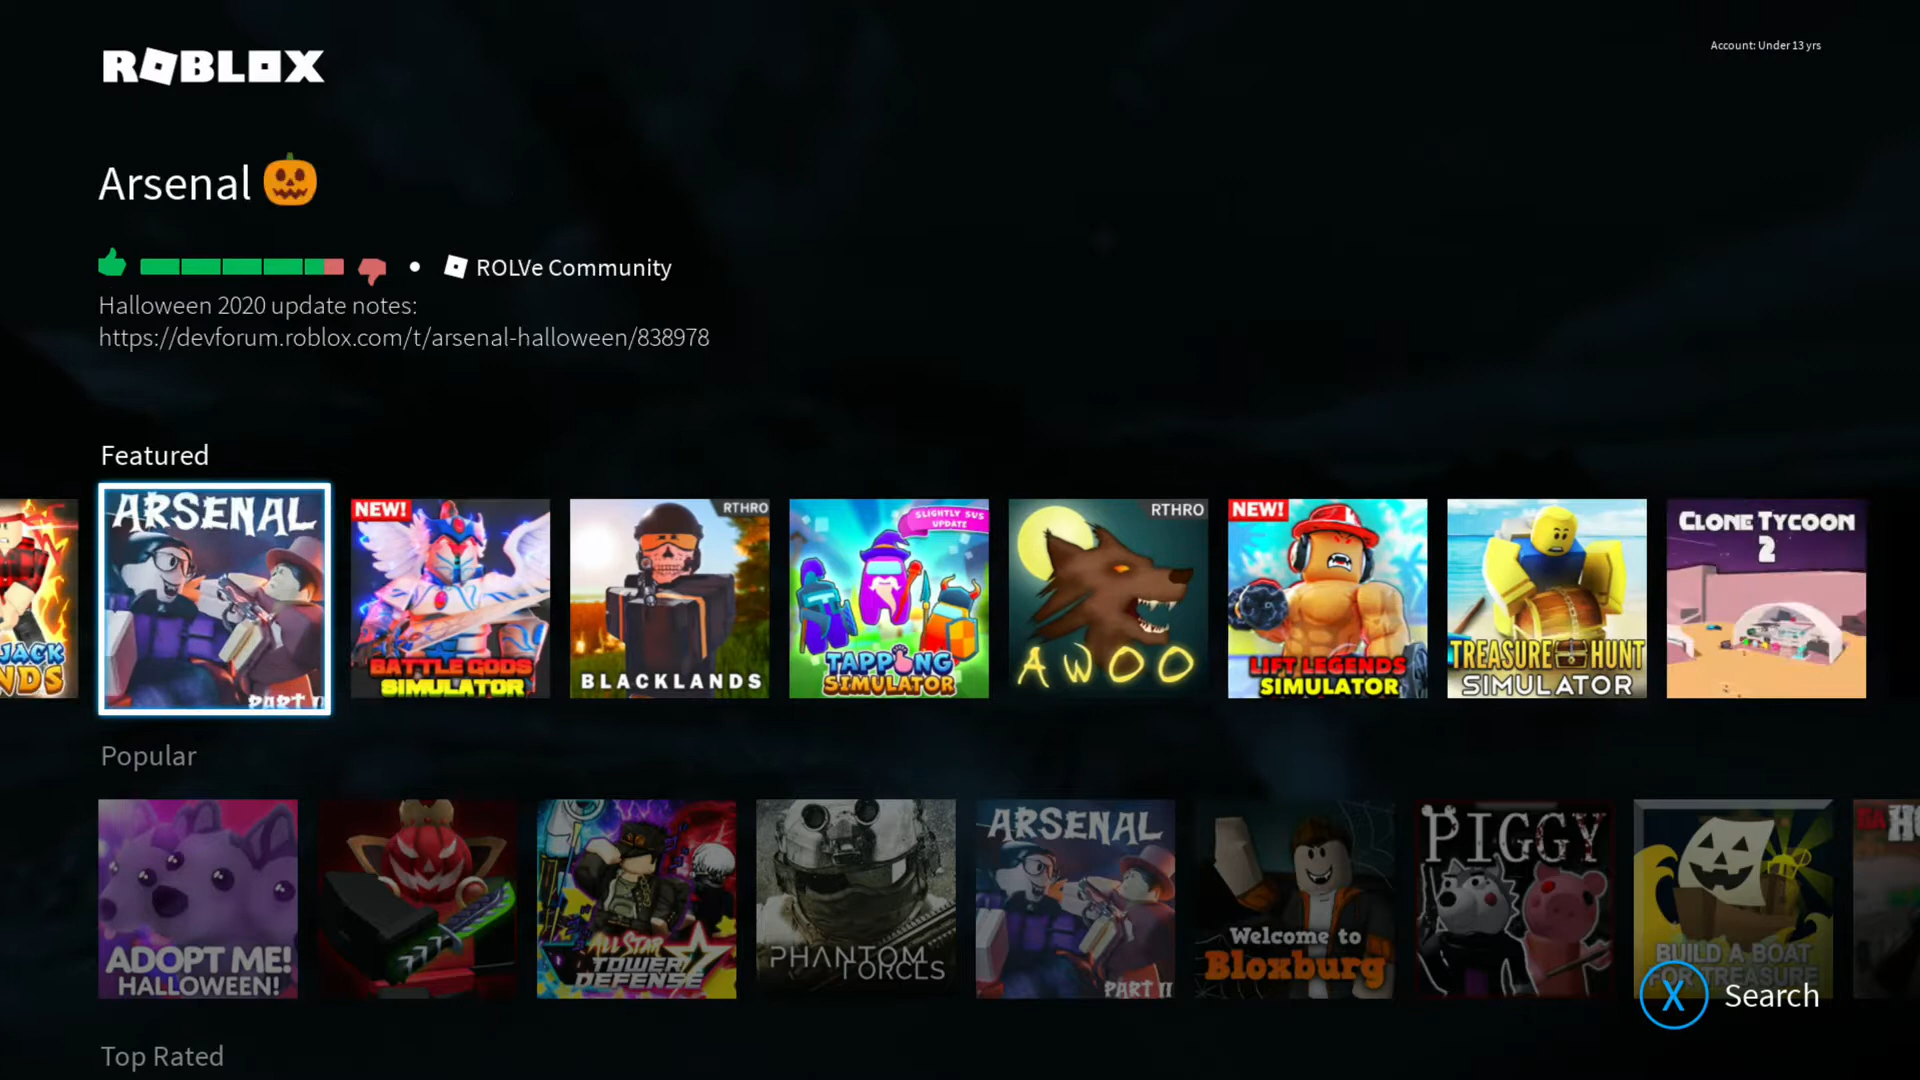 ROBLOX
Account: Under 13 yrs
Arsenal 🎃
ROLVe Community
Halloween 2020 update notes:
https://devforum.roblox.com/t/arsenal-halloween/838978
Featured
JACK
NDS
ARSENAL
PART II
NEW!
BATTLE GODS
SIMULATOR
RTHRO
BLACKLANDS
SLIGHTLY SUS
UPDATE
TAPPING
SIMULATOR
RTHRO
AWOO
NEW!
LIFT LEGENDS
SIMULATOR
TREASURE HUNT
SIMULATOR
CLONE TYCOON
2
Popular
ADOPT ME!
HALLOWEEN!
ALL STAR
TOWER
DEFENSE
PHANTOM
FORCES
ARSENAL
PART II
Welcome to
Bloxburg
PIGGY
BUILD A BOAT
FOR TREASURE
X Search
Top Rated